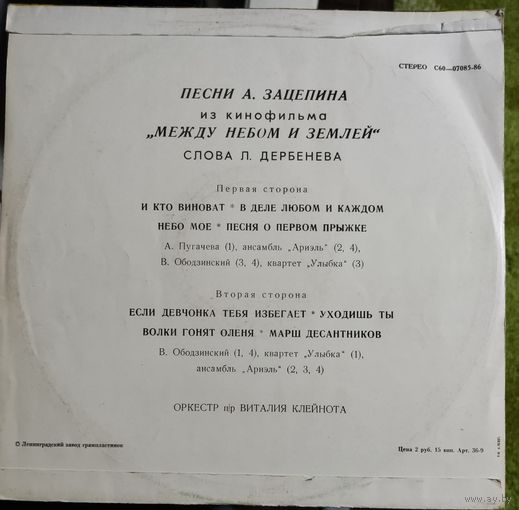 СТЕРЕО С60—07085-86
ПЕСНИ А. ЗАЦЕПИНА
ИЗ КИНОФИЛЬМА
„МЕЖДУ НЕБОМ И ЗЕМЛЕЙ“
СЛОВА Л. ДЕРБЕНЕВА
Первая сторона
И КТО ВИНОВАТ * В ДЕЛЕ ЛЮБОМ И КАЖДОМ
НЕБО МОЕ * ПЕСНЯ О ПЕРВОМ ПРЫЖКЕ
А. Пугачева (1), ансамбль „Ариэль“ (2, 4),
В. Ободзинский (3, 4), квартет „Улыбка“ (3)
Вторая сторона
ЕСЛИ ДЕВЧОНКА ТЕБЯ ИЗБЕГАЕТ * УХОДИШЬ ТЫ
ВОЛКИ ГОНЯТ ОЛЕНЯ * МАРШ ДЕСАНТНИКОВ
В. Ободзинский (1, 4), квартет „Улыбка“ (1),
ансамбль „Ариэль“ (2, 3, 4)
ОРКЕСТР п/р ВИТАЛИЯ КЛЕЙНОТА
© Ленинградский завод грампластинок
Цена 2 руб. 15 коп. Арт. 36-9
www.ay.by